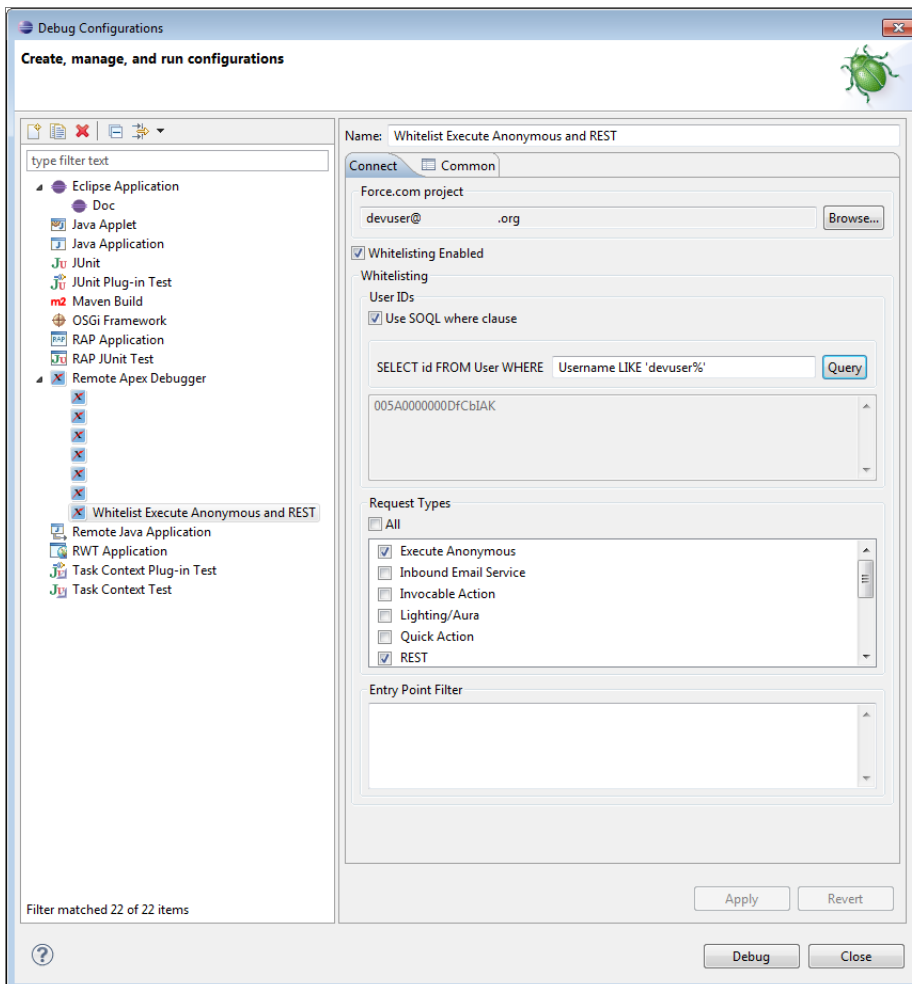 Debug Configurations
Create, manage, and run configurations
type filter text
Eclipse Application
Doc
Java Applet
Java Application
JUnit
JUnit Plug-in Test
Maven Build
OSGi Framework
RAP Application
RAP JUnit Test
Remote Apex Debugger
Whitelist Execute Anonymous and REST
Remote Java Application
RWT Application
Task Context Plug-in Test
Task Context Test
Filter matched 22 of 22 items
Name: Whitelist Execute Anonymous and REST
Connect Common
Force.com project
devuser@ .org Browse...
Whitelisting Enabled
Whitelisting
User IDs
Use SOQL where clause
SELECT id FROM User WHERE Username LIKE 'devuser%' Query
005A0000000DfCbIAK
Request Types
All
Execute Anonymous
Inbound Email Service
Invocable Action
Lighting/Aura
Quick Action
REST
Entry Point Filter
Apply Revert
Debug Close